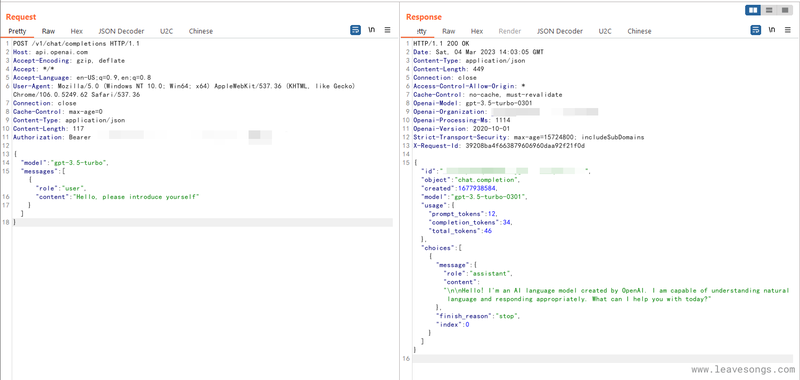 Request
Pretty Raw Hex JSON Decoder U2C Chinese \n
1 POST /v1/chat/completions HTTP/1.1
2 Host: api.openai.com
3 Accept-Encoding: gzip, deflate
4 Accept: */*
5 Accept-Language: en-US;q=0.9,en;q=0.8
6 User-Agent: Mozilla/5.0 (Windows NT 10.0; Win64; x64) AppleWebKit/537.36 (KHTML, like Gecko)
Chrome/106.0.5249.62 Safari/537.36
7 Connection: close
8 Cache-Control: max-age=0
9 Content-Type: application/json
10 Content-Length: 117
11 Authorization: Bearer
12
13 {
14 "model":"gpt-3.5-turbo",
15 "messages":[
{
"role":"user",
16 "content":"Hello, please introduce yourself"
17 }
]
18 }
Response
tty Raw Hex Render JSON Decoder U2C Chinese \n
1 HTTP/1.1 200 OK
2 Date: Sat, 04 Mar 2023 14:03:05 GMT
3 Content-Type: application/json
4 Content-Length: 449
5 Connection: close
6 Access-Control-Allow-Origin: *
7 Cache-Control: no-cache, must-revalidate
8 Openai-Model: gpt-3.5-turbo-0301
9 Openai-Organization:
10 Openai-Processing-Ms: 1114
11 Openai-Version: 2020-10-01
12 Strict-Transport-Security: max-age=15724800; includeSubDomains
13 X-Request-Id: 39208ba4f663879606960daa92f21f0d
14
15 {
"id":"
"object":"chat.completion",
"created":1677938584,
"model":"gpt-3.5-turbo-0301",
"usage":{
"prompt_tokens":12,
"completion_tokens":34,
"total_tokens":46
},
"choices":[
{
"message":{
"role":"assistant",
"content":
"\n\nHello! I'm an AI language model created by OpenAI. I am capable of understanding natural
language and responding appropriately. What can I help you with today?"
},
"finish_reason":"stop",
"index":0
}
]
}
16
www.leavesongs.com